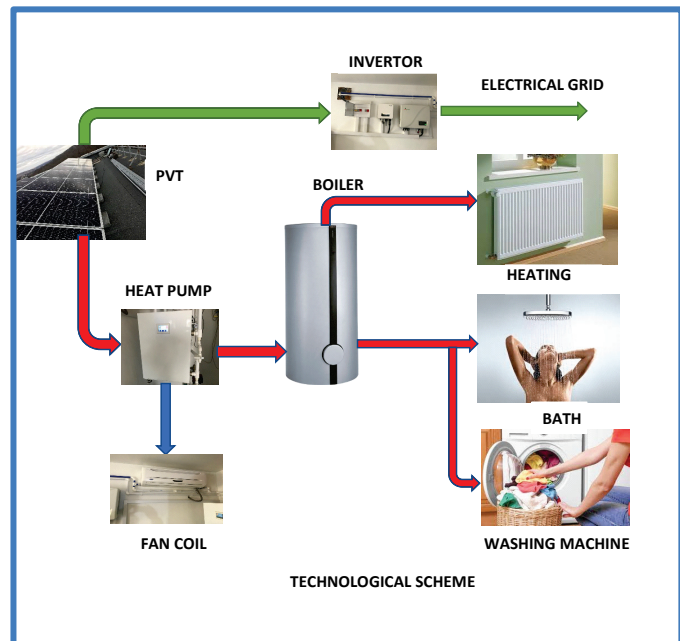 INVERTOR
ELECTRICAL GRID
PVT
BOILER
HEATING
HEAT PUMP
BATH
FAN COIL
WASHING MACHINE
TECHNOLOGICAL SCHEME